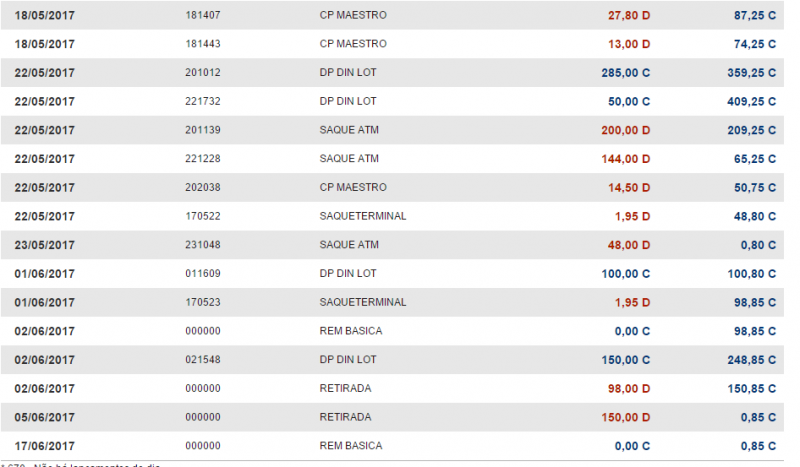 18/05/2017 181407 CP MAESTRO 27,80 D 87,25 C
18/05/2017 181443 CP MAESTRO 13,00 D 74,25 C
22/05/2017 201012 DP DIN LOT 285,00 C 359,25 C
22/05/2017 221732 DP DIN LOT 50,00 C 409,25 C
22/05/2017 201139 SAQUE ATM 200,00 D 209,25 C
22/05/2017 221228 SAQUE ATM 144,00 D 65,25 C
22/05/2017 202038 CP MAESTRO 14,50 D 50,75 C
22/05/2017 170522 SAQUETERMINAL 1,95 D 48,80 C
23/05/2017 231048 SAQUE ATM 48,00 D 0,80 C
01/06/2017 011609 DP DIN LOT 100,00 C 100,80 C
01/06/2017 170523 SAQUETERMINAL 1,95 D 98,85 C
02/06/2017 000000 REM BASICA 0,00 C 98,85 C
02/06/2017 021548 DP DIN LOT 150,00 C 248,85 C
02/06/2017 000000 RETIRADA 98,00 D 150,85 C
05/06/2017 000000 RETIRADA 150,00 D 0,85 C
17/06/2017 000000 REM BASICA 0,00 C 0,85 C
Não há lançamentos do dia